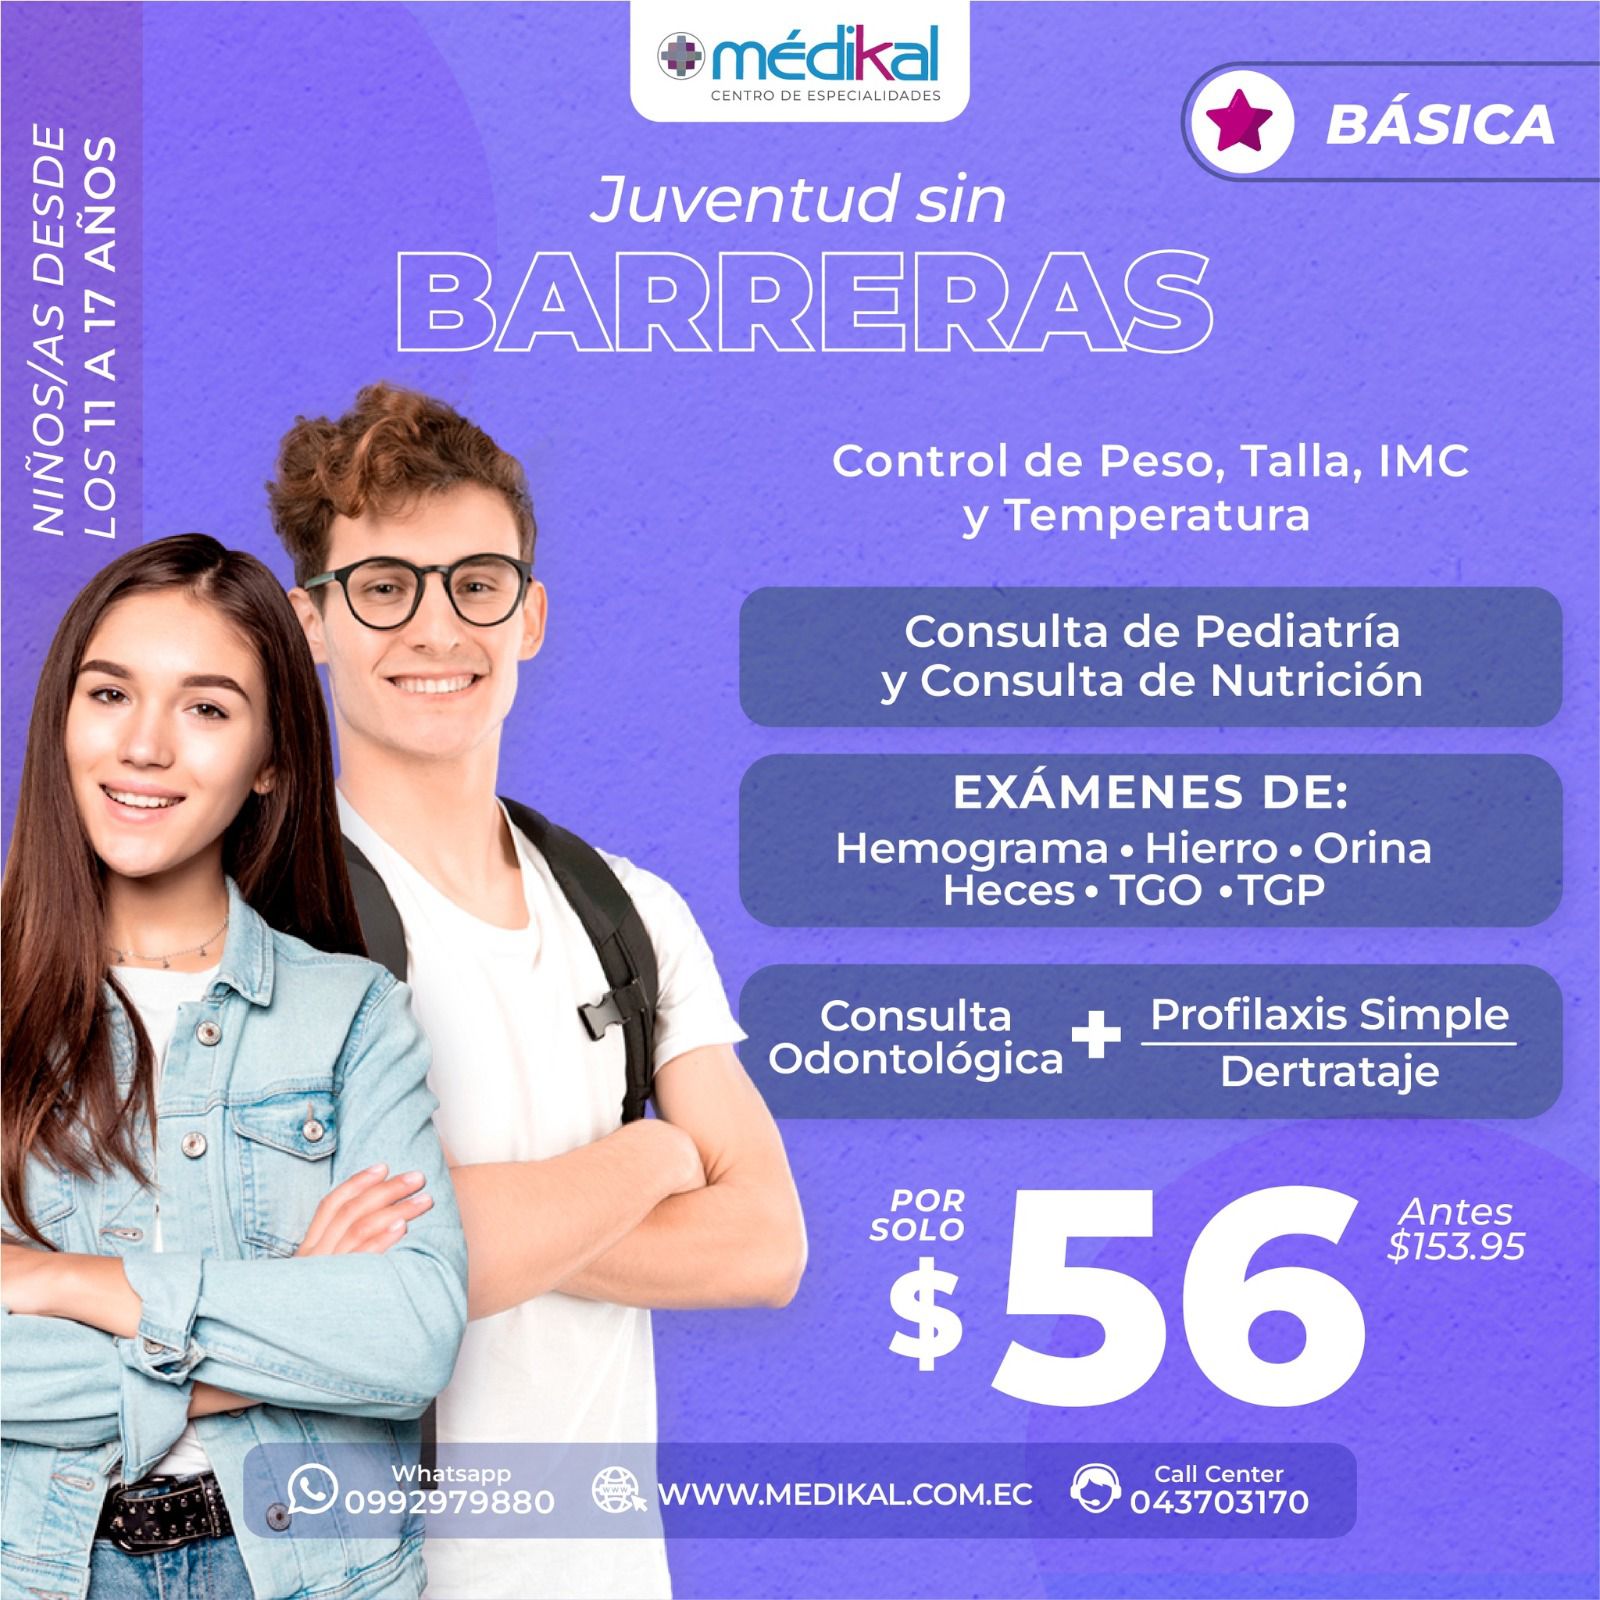 médikal
CENTRO DE ESPECIALIDADES
BÁSICA
NIÑOS/AS DESDE
LOS 11 A 17 AÑOS
Juventud sin
BARRERAS
Control de Peso, Talla, IMC
y Temperatura
Consulta de Pediatría
y Consulta de Nutrición
EXÁMENES DE:
Hemograma • Hierro • Orina
Heces • TGO • TGP
Consulta
Odontológica
+
Profilaxis Simple
Dertrataje
POR
SOLO
$56
Antes
$153.95
Whatsapp
0992979880
WWW.MEDIKAL.COM.EC
Call Center
043703170